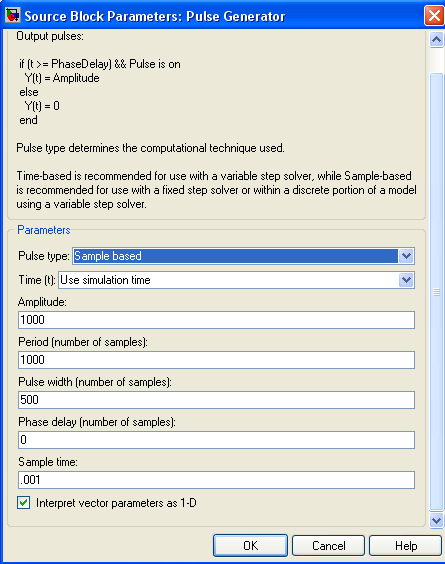 Source Block Parameters: Pulse Generator
Output pulses:
if (t >= PhaseDelay) && Pulse is on
Y(t) = Amplitude
else
Y(t) = 0
end
Pulse type determines the computational technique used.
Time-based is recommended for use with a variable step solver, while Sample-based
is recommended for use with a fixed step solver or within a discrete portion of a model
using a variable step solver.
Parameters
Pulse type: Sample based
Time (t): Use simulation time
Amplitude:
1000
Period (number of samples):
1000
Pulse width (number of samples):
500
Phase delay (number of samples):
0
Sample time:
.001
Interpret vector parameters as 1-D
OK Cancel Help